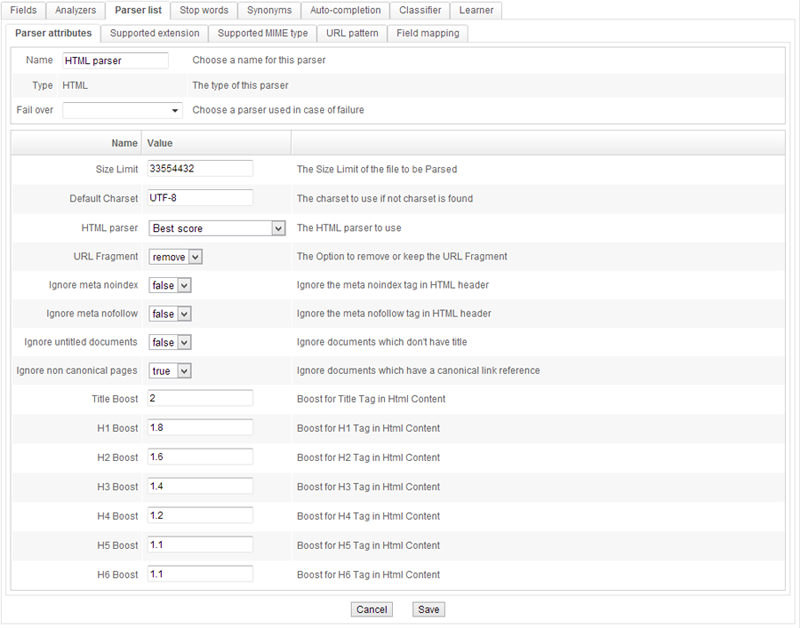 Fields Analyzers Parser list Stop words Synonyms Auto-completion Classifier Learner
Parser attributes Supported extension Supported MIME type URL pattern Field mapping
Name HTML parser Choose a name for this parser
Type HTML The type of this parser
Fail over Choose a parser used in case of failure
Name Value
Size Limit 33554432 The Size Limit of the file to be Parsed
Default Charset UTF-8 The charset to use if not charset is found
HTML parser Best score The HTML parser to use
URL Fragment remove The Option to remove or keep the URL Fragment
Ignore meta noindex false Ignore the meta noindex tag in HTML header
Ignore meta nofollow false Ignore the meta nofollow tag in HTML header
Ignore untitled documents false Ignore documents which don't have title
Ignore non canonical pages true Ignore documents which have a canonical link reference
Title Boost 2 Boost for Title Tag in Html Content
H1 Boost 1.8 Boost for H1 Tag in Html Content
H2 Boost 1.6 Boost for H2 Tag in Html Content
H3 Boost 1.4 Boost for H3 Tag in Html Content
H4 Boost 1.2 Boost for H4 Tag in Html Content
H5 Boost 1.1 Boost for H5 Tag in Html Content
H6 Boost 1.1 Boost for H6 Tag in Html Content
Cancel Save